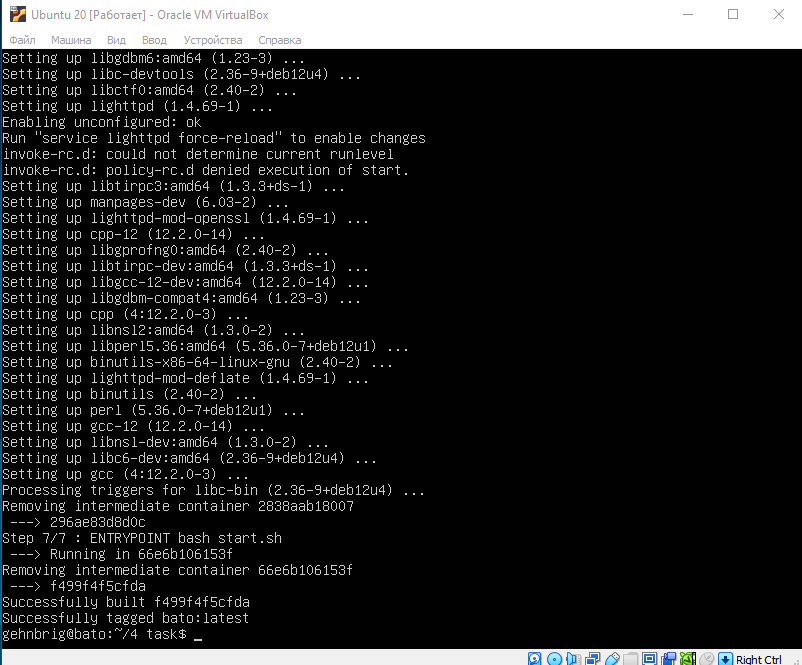 Ubuntu 20 [Работает] - Oracle VM VirtualBox
Файл Машина Вид Ввод Устройства Справка
Setting up libgdbm6:amd64 (1.23-3) ...
Setting up libc-devtools (2.36-9+deb12u4) ...
Setting up libctf0:amd64 (2.40-2) ...
Setting up lighttpd (1.4.69-1) ...
Enabling unconfigured: ok
Run "service lighttpd force-reload" to enable changes
invoke-rc.d: could not determine current runlevel
invoke-rc.d: policy-rc.d denied execution of start.
Setting up libtirpc3:amd64 (1.3.3+ds-1) ...
Setting up manpages-dev (6.03-2) ...
Setting up lighttpd-mod-openssl (1.4.69-1) ...
Setting up cpp-12 (12.2.0-14) ...
Setting up libgprofng0:amd64 (2.40-2) ...
Setting up libtirpc-dev:amd64 (1.3.3+ds-1) ...
Setting up libgcc-12-dev:amd64 (12.2.0-14) ...
Setting up libgdbm-compat4:amd64 (1.23-3) ...
Setting up cpp (4:12.2.0-3) ...
Setting up libnsl2:amd64 (1.3.0-2) ...
Setting up libperl5.36:amd64 (5.36.0-7+deb12u1) ...
Setting up binutils-x86-64-linux-gnu (2.40-2) ...
Setting up lighttpd-mod-deflate (1.4.69-1) ...
Setting up binutils (2.40-2) ...
Setting up perl (5.36.0-7+deb12u1) ...
Setting up gcc-12 (12.2.0-14) ...
Setting up libnsl-dev:amd64 (1.3.0-2) ...
Setting up libc6-dev:amd64 (2.36-9+deb12u4) ...
Setting up gcc (4:12.2.0-3) ...
Processing triggers for libc-bin (2.36-9+deb12u4) ...
Removing intermediate container 2838aab18007
---> 296ae83d8d0c
Step 7/7 : ENTRYPOINT bash start.sh
---> Running in 66e6b106153f
Removing intermediate container 66e6b106153f
---> f499f4f5cfda
Successfully built f499f4f5cfda
Successfully tagged bato:latest
gehnbrig@bato:~/4 task$ _
Right Ctrl